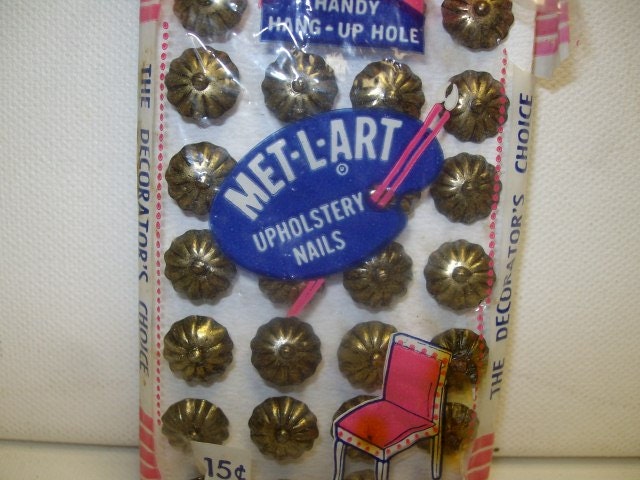 HANDY
HANG-UP HOLE
MET-L-ART
®
UPHOLSTERY
NAILS
THE DECORATOR'S CHOICE
THE DECORATOR'S CHOICE
15¢